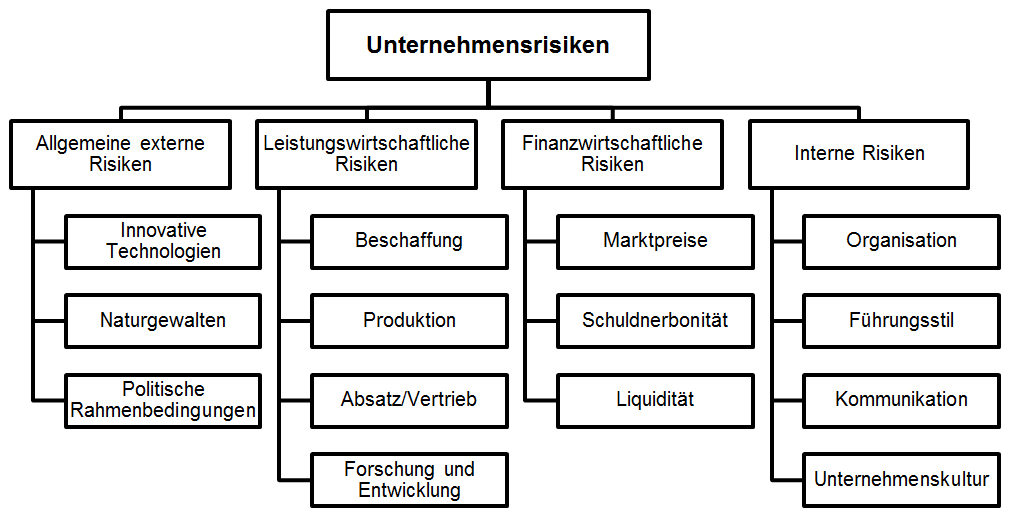 Unternehmensrisiken
Allgemeine externe
Risiken
Innovative
Technologien
Naturgewalten
Politische
Rahmenbedingungen
Leistungswirtschaftliche
Risiken
Beschaffung
Produktion
Absatz/Vertrieb
Forschung und
Entwicklung
Finanzwirtschaftliche
Risiken
Marktpreise
Schuldnerbonität
Liquidität
Interne Risiken
Organisation
Führungsstil
Kommunikation
Unternehmenskultur